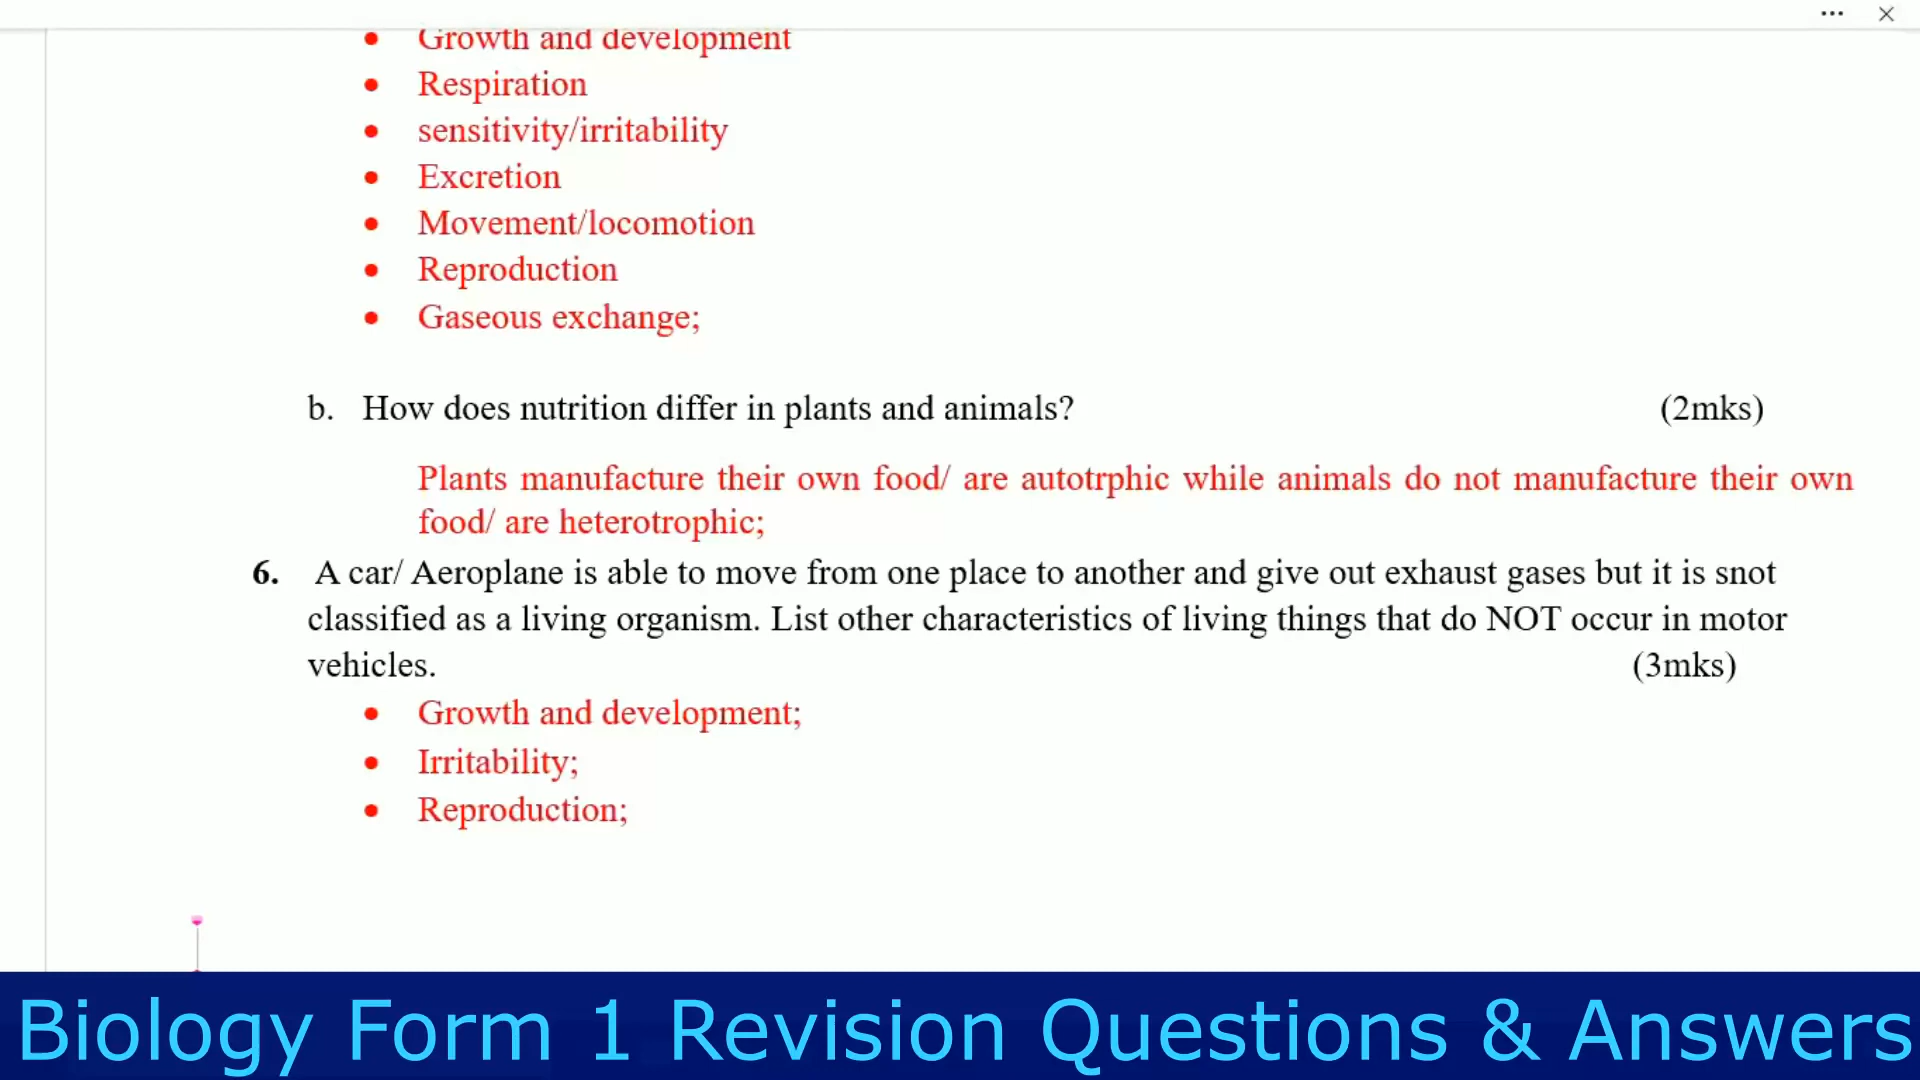 Growth and development
Respiration
sensitivity/irritability
Excretion
Movement/locomotion
Reproduction
Gaseous exchange;
b. How does nutrition differ in plants and animals? (2mks)
Plants manufacture their own food/ are autotrphic while animals do not manufacture their own
food/ are heterotrophic;
6. A car/ Aeroplane is able to move from one place to another and give out exhaust gases but it is snot
classified as a living organism. List other characteristics of living things that do NOT occur in motor
vehicles. (3mks)
Growth and development;
Irritability;
Reproduction;
Biology Form 1 Revision Questions & Answers